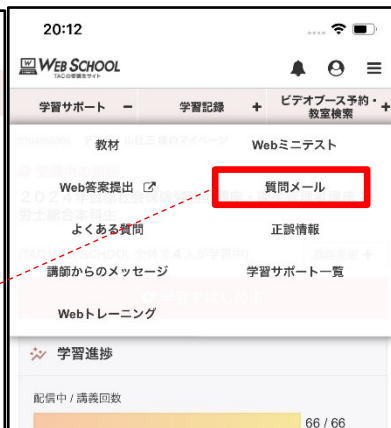 20:12
WEB SCHOOL
TACの受講生サイト
学習サポート − 学習記録 + ビデオブース予約・教室検索 +
教材 Webミニテスト
Web答案提出 質問メール
よくある質問 正誤情報
講師からのメッセージ 学習サポート一覧
Webトレーニング
学習進捗
配信中 / 講義回数
66 / 66